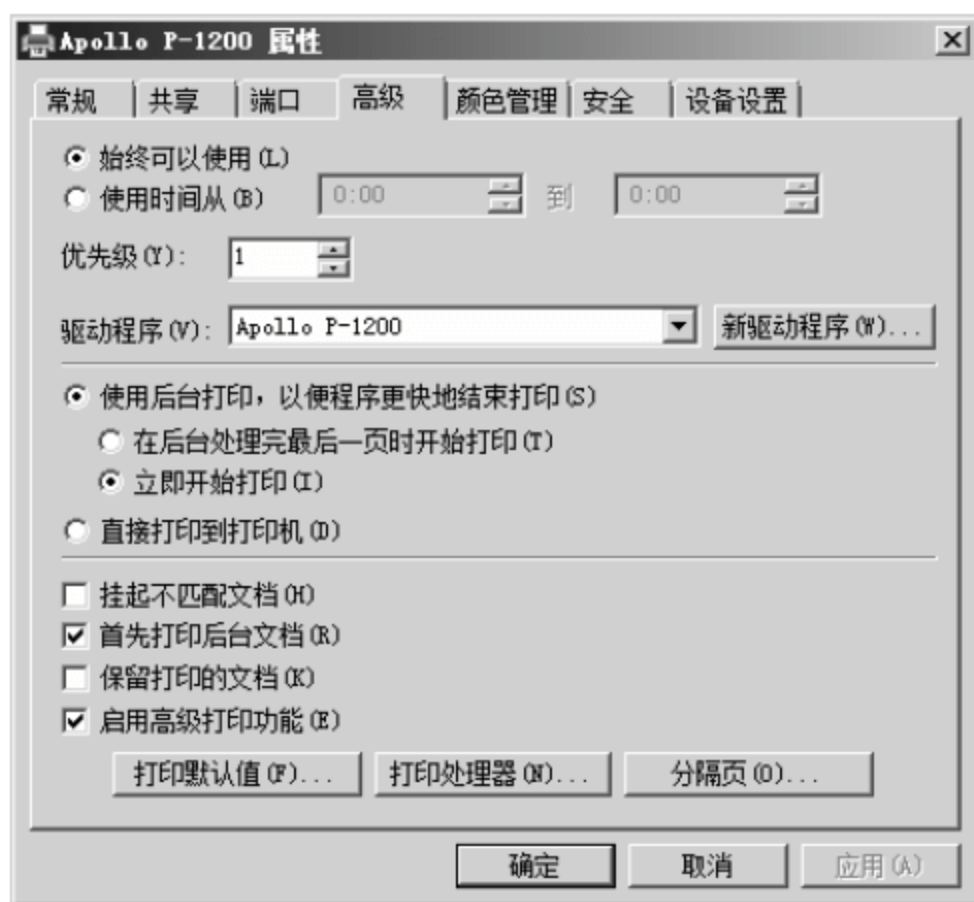 Apollo P-1200 属性
常规 共享 端口 高级 颜色管理 安全 设备设置
始终可以使用(L)
使用时间从(B) 0:00 到 0:00
优先级(Y): 1
驱动程序(V): Apollo P-1200 新驱动程序(W)...
使用后台打印，以便程序更快地结束打印(S)
在后台处理完最后一页时开始打印(T)
立即开始打印(I)
直接打印到打印机(D)
挂起不匹配文档(H)
首先打印后台文档(R)
保留打印的文档(K)
启用高级打印功能(E)
打印默认值(F)... 打印处理器(N)... 分隔页(O)...
确定 取消 应用(A)